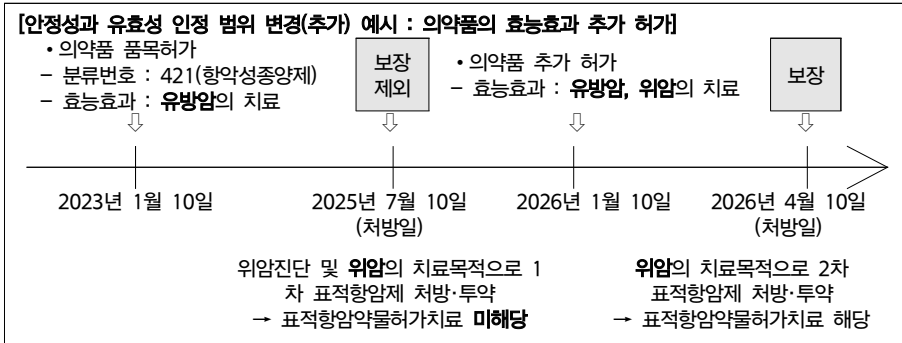 [안정성과 유효성 인정 범위 변경(추가) 예시 : 의약품의 효능효과 추가 허가]
• 의약품 품목허가
– 분류번호 : 421(항악성종양제)
– 효능효과 : 유방암의 치료
보장
제외
• 의약품 추가 허가
– 효능효과 : 유방암, 위암의 치료
보장
2023년 1월 10일
2025년 7월 10일
(처방일)
2026년 1월 10일
2026년 4월 10일
(처방일)
위암진단 및 위암의 치료목적으로 1
차 표적항암제 처방·투약
→ 표적항암약물허가치료 미해당
위암의 치료목적으로 2차
표적항암제 처방·투약
→ 표적항암약물허가치료 해당